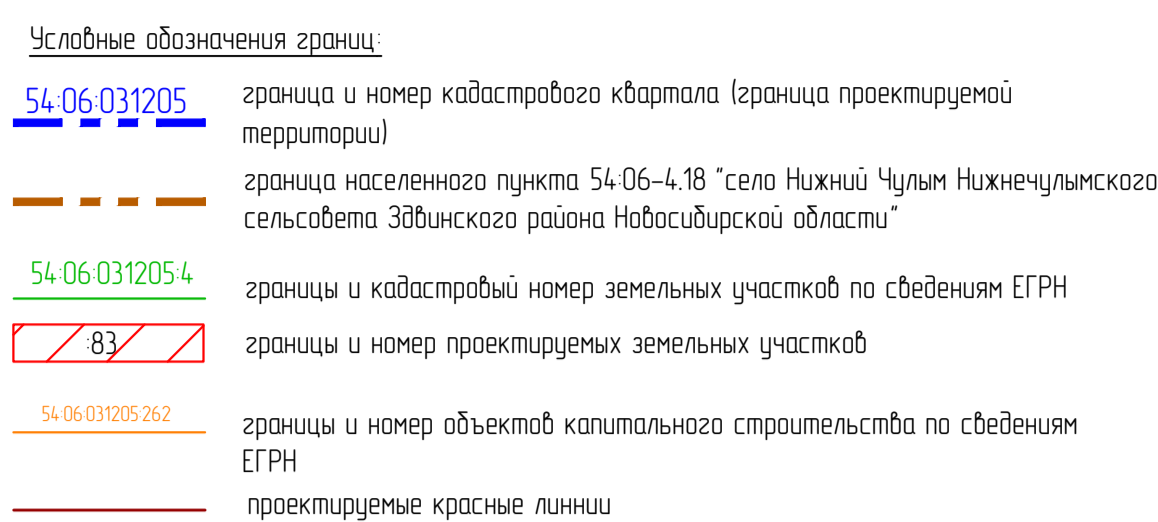 Условные обозначения границ:
54:06:031205
граница и номер кадастрового квартала (граница проектируемой
территории)
граница населенного пункта 54:06-4.18 "село Нижний Чулым Нижнечулымского
сельсовета Здвинского района Новосибирской области"
54:06:031205:4
границы и кадастровый номер земельных участков по сведениям ЕГРН
:83
границы и номер проектируемых земельных участков
54:06:031205:262
границы и номер объектов капитального строительства по сведениям
ЕГРН
проектируемые красные линнии